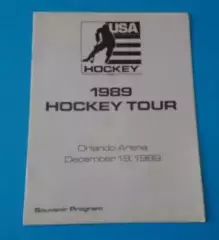 USA
HOCKEY
1989
HOCKEY TOUR
Orlando Arena
December 19, 1989
Souvenir Program